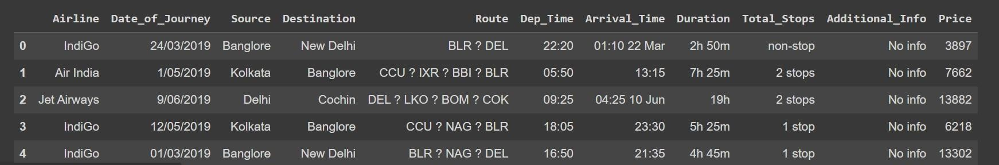 Airline Date_of_Journey Source Destination Route Dep_Time Arrival_Time Duration Total_Stops Additional_Info Price
0 IndiGo 24/03/2019 Banglore New Delhi BLR ? DEL 22:20 01:10 22 Mar 2h 50m non-stop No info 3897
1 Air India 1/05/2019 Kolkata Banglore CCU ? IXR ? BBI ? BLR 05:50 13:15 7h 25m 2 stops No info 7662
2 Jet Airways 9/06/2019 Delhi Cochin DEL ? LKO ? BOM ? COK 09:25 04:25 10 Jun 19h 2 stops No info 13882
3 IndiGo 12/05/2019 Kolkata Banglore CCU ? NAG ? BLR 18:05 23:30 5h 25m 1 stop No info 6218
4 IndiGo 01/03/2019 Banglore New Delhi BLR ? NAG ? DEL 16:50 21:35 4h 45m 1 stop No info 13302